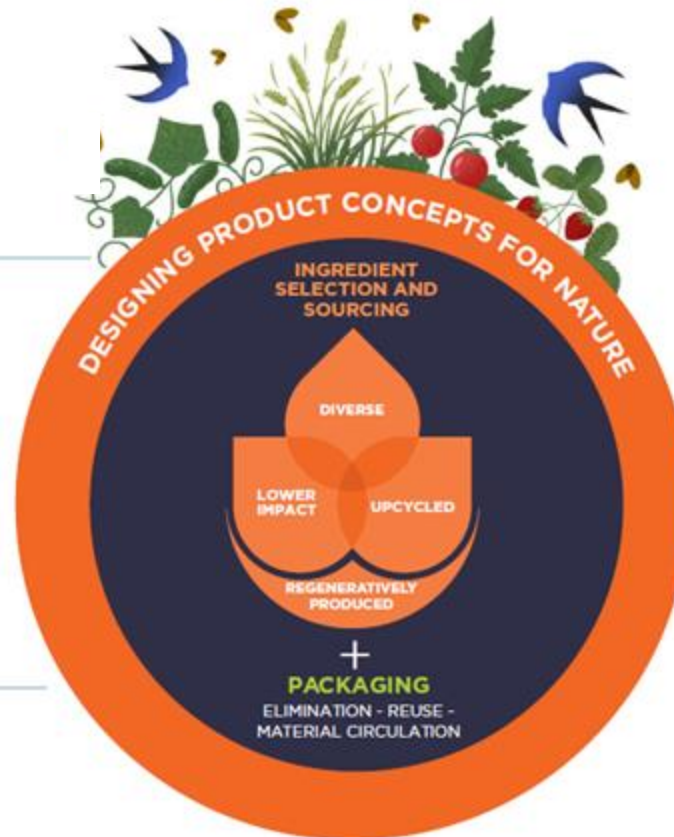 DESIGNING PRODUCT CONCEPTS FOR NATURE
INGREDIENT
SELECTION AND
SOURCING
DIVERSE
LOWER
IMPACT
UPCYCLED
REGENERATIVELY
PRODUCED
+
PACKAGING
ELIMINATION - REUSE -
MATERIAL CIRCULATION